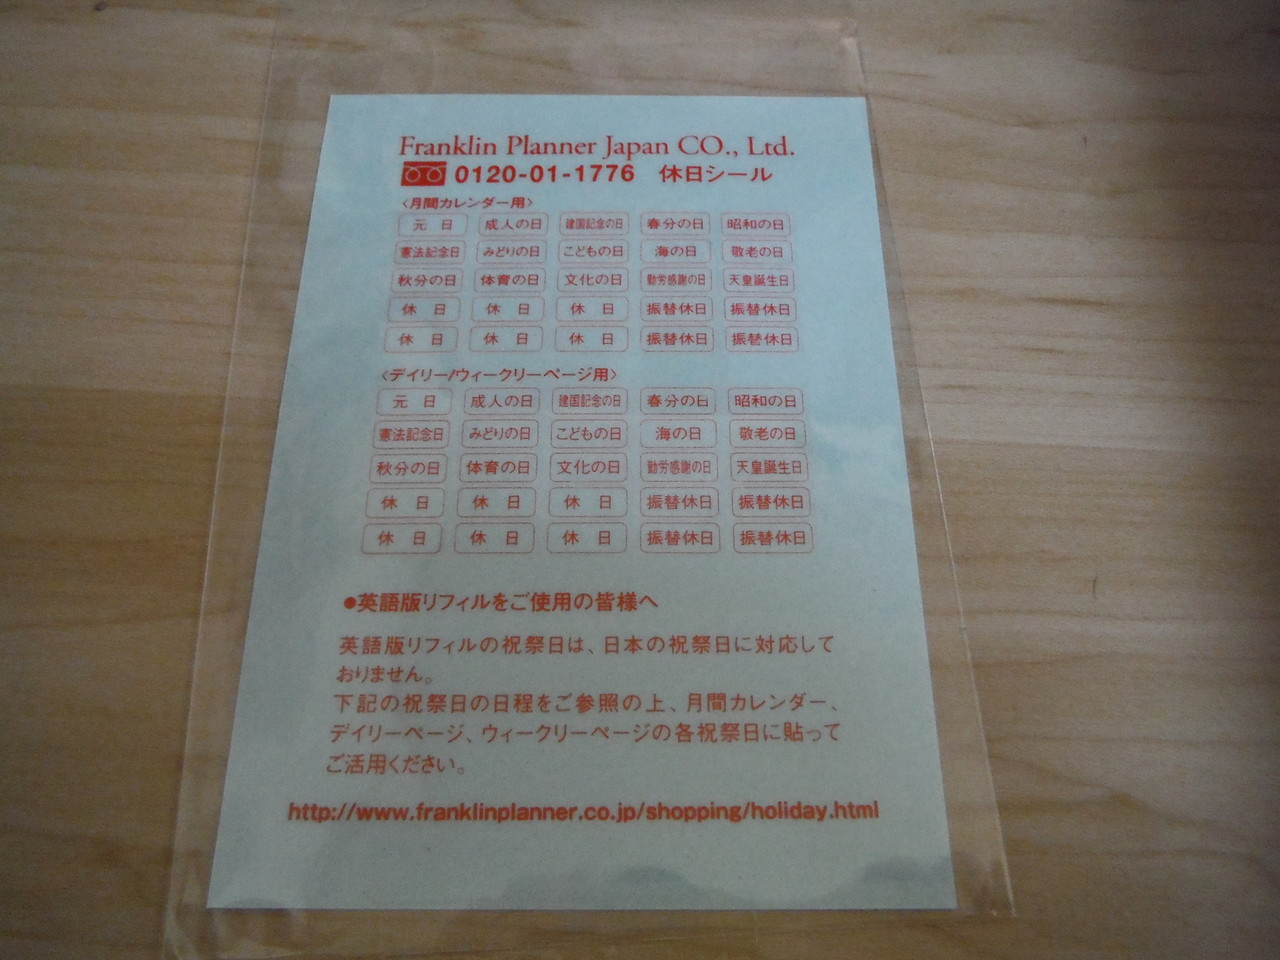 Franklin Planner Japan CO., Ltd.
0120-01-1776 休日シール
〈月間カレンダー用〉
元 日 成人の日 建国記念の日 春分の日 昭和の日
憲法記念日 みどりの日 こどもの日 海の日 敬老の日
秋分の日 体育の日 文化の日 勤労感謝の日 天皇誕生日
休 日 休 日 休 日 振替休日 振替休日
休 日 休 日 休 日 振替休日 振替休日
〈デイリー/ウィークリーページ用〉
元 日 成人の日 建国記念の日 春分の日 昭和の日
憲法記念日 みどりの日 こどもの日 海の日 敬老の日
秋分の日 体育の日 文化の日 勤労感謝の日 天皇誕生日
休 日 休 日 休 日 振替休日 振替休日
休 日 休 日 休 日 振替休日 振替休日
●英語版リフィルをご使用の皆様へ
英語版リフィルの祝祭日は、日本の祝祭日に対応して
おりません。
下記の祝祭日の日程をご参照の上、月間カレンダー、
デイリーページ、ウィークリーページの各祝祭日に貼って
ご活用ください。
http://www.franklinplanner.co.jp/shopping/holiday.html